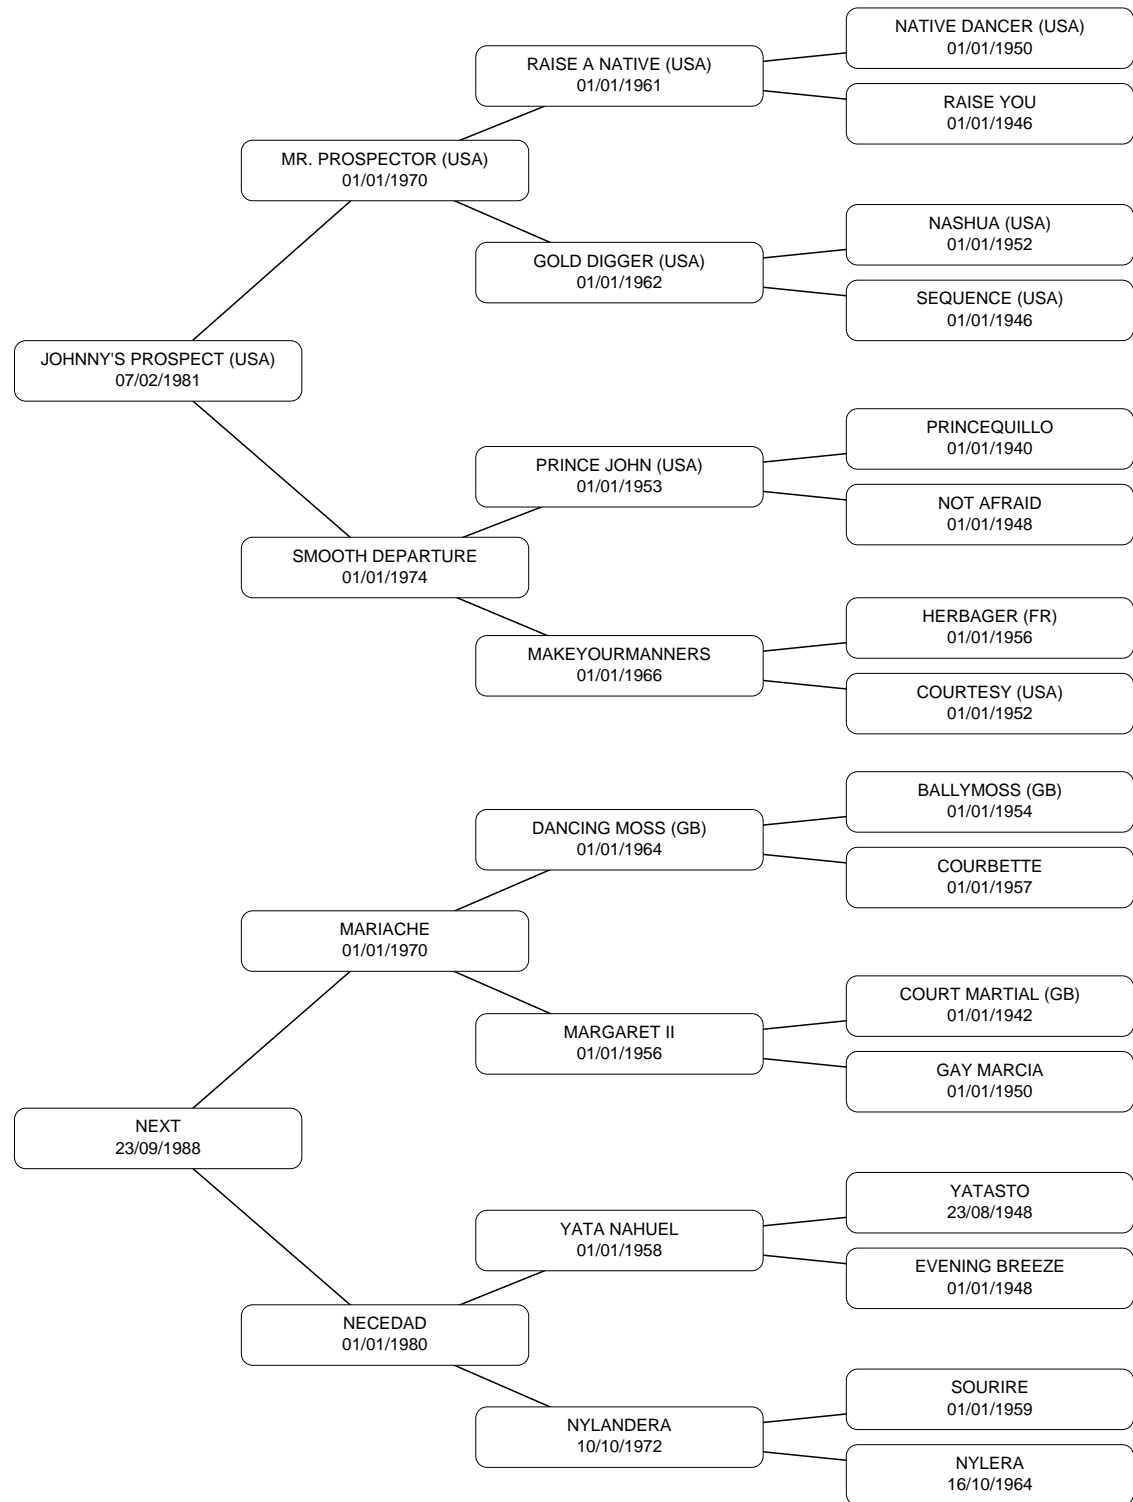 NATIVE DANCER (USA)
01/01/1950
RAISE A NATIVE (USA)
01/01/1961
RAISE YOU
01/01/1946
MR. PROSPECTOR (USA)
01/01/1970
NASHUA (USA)
01/01/1952
GOLD DIGGER (USA)
01/01/1962
SEQUENCE (USA)
01/01/1946
JOHNNY'S PROSPECT (USA)
07/02/1981
PRINCEQUILLO
01/01/1940
PRINCE JOHN (USA)
01/01/1953
NOT AFRAID
01/01/1948
SMOOTH DEPARTURE
01/01/1974
HERBAGER (FR)
01/01/1956
MAKEYOURMANNERS
01/01/1966
COURTESY (USA)
01/01/1952
BALLYMOSS (GB)
01/01/1954
DANCING MOSS (GB)
01/01/1964
COURBETTE
01/01/1957
MARIACHE
01/01/1970
COURT MARTIAL (GB)
01/01/1942
MARGARET II
01/01/1956
GAY MARCIA
01/01/1950
NEXT
23/09/1988
YATASTO
23/08/1948
YATA NAHUEL
01/01/1958
EVENING BREEZE
01/01/1948
NECEDAD
01/01/1980
SOURIRE
01/01/1959
NYLANDERA
10/10/1972
NYLERA
16/10/1964